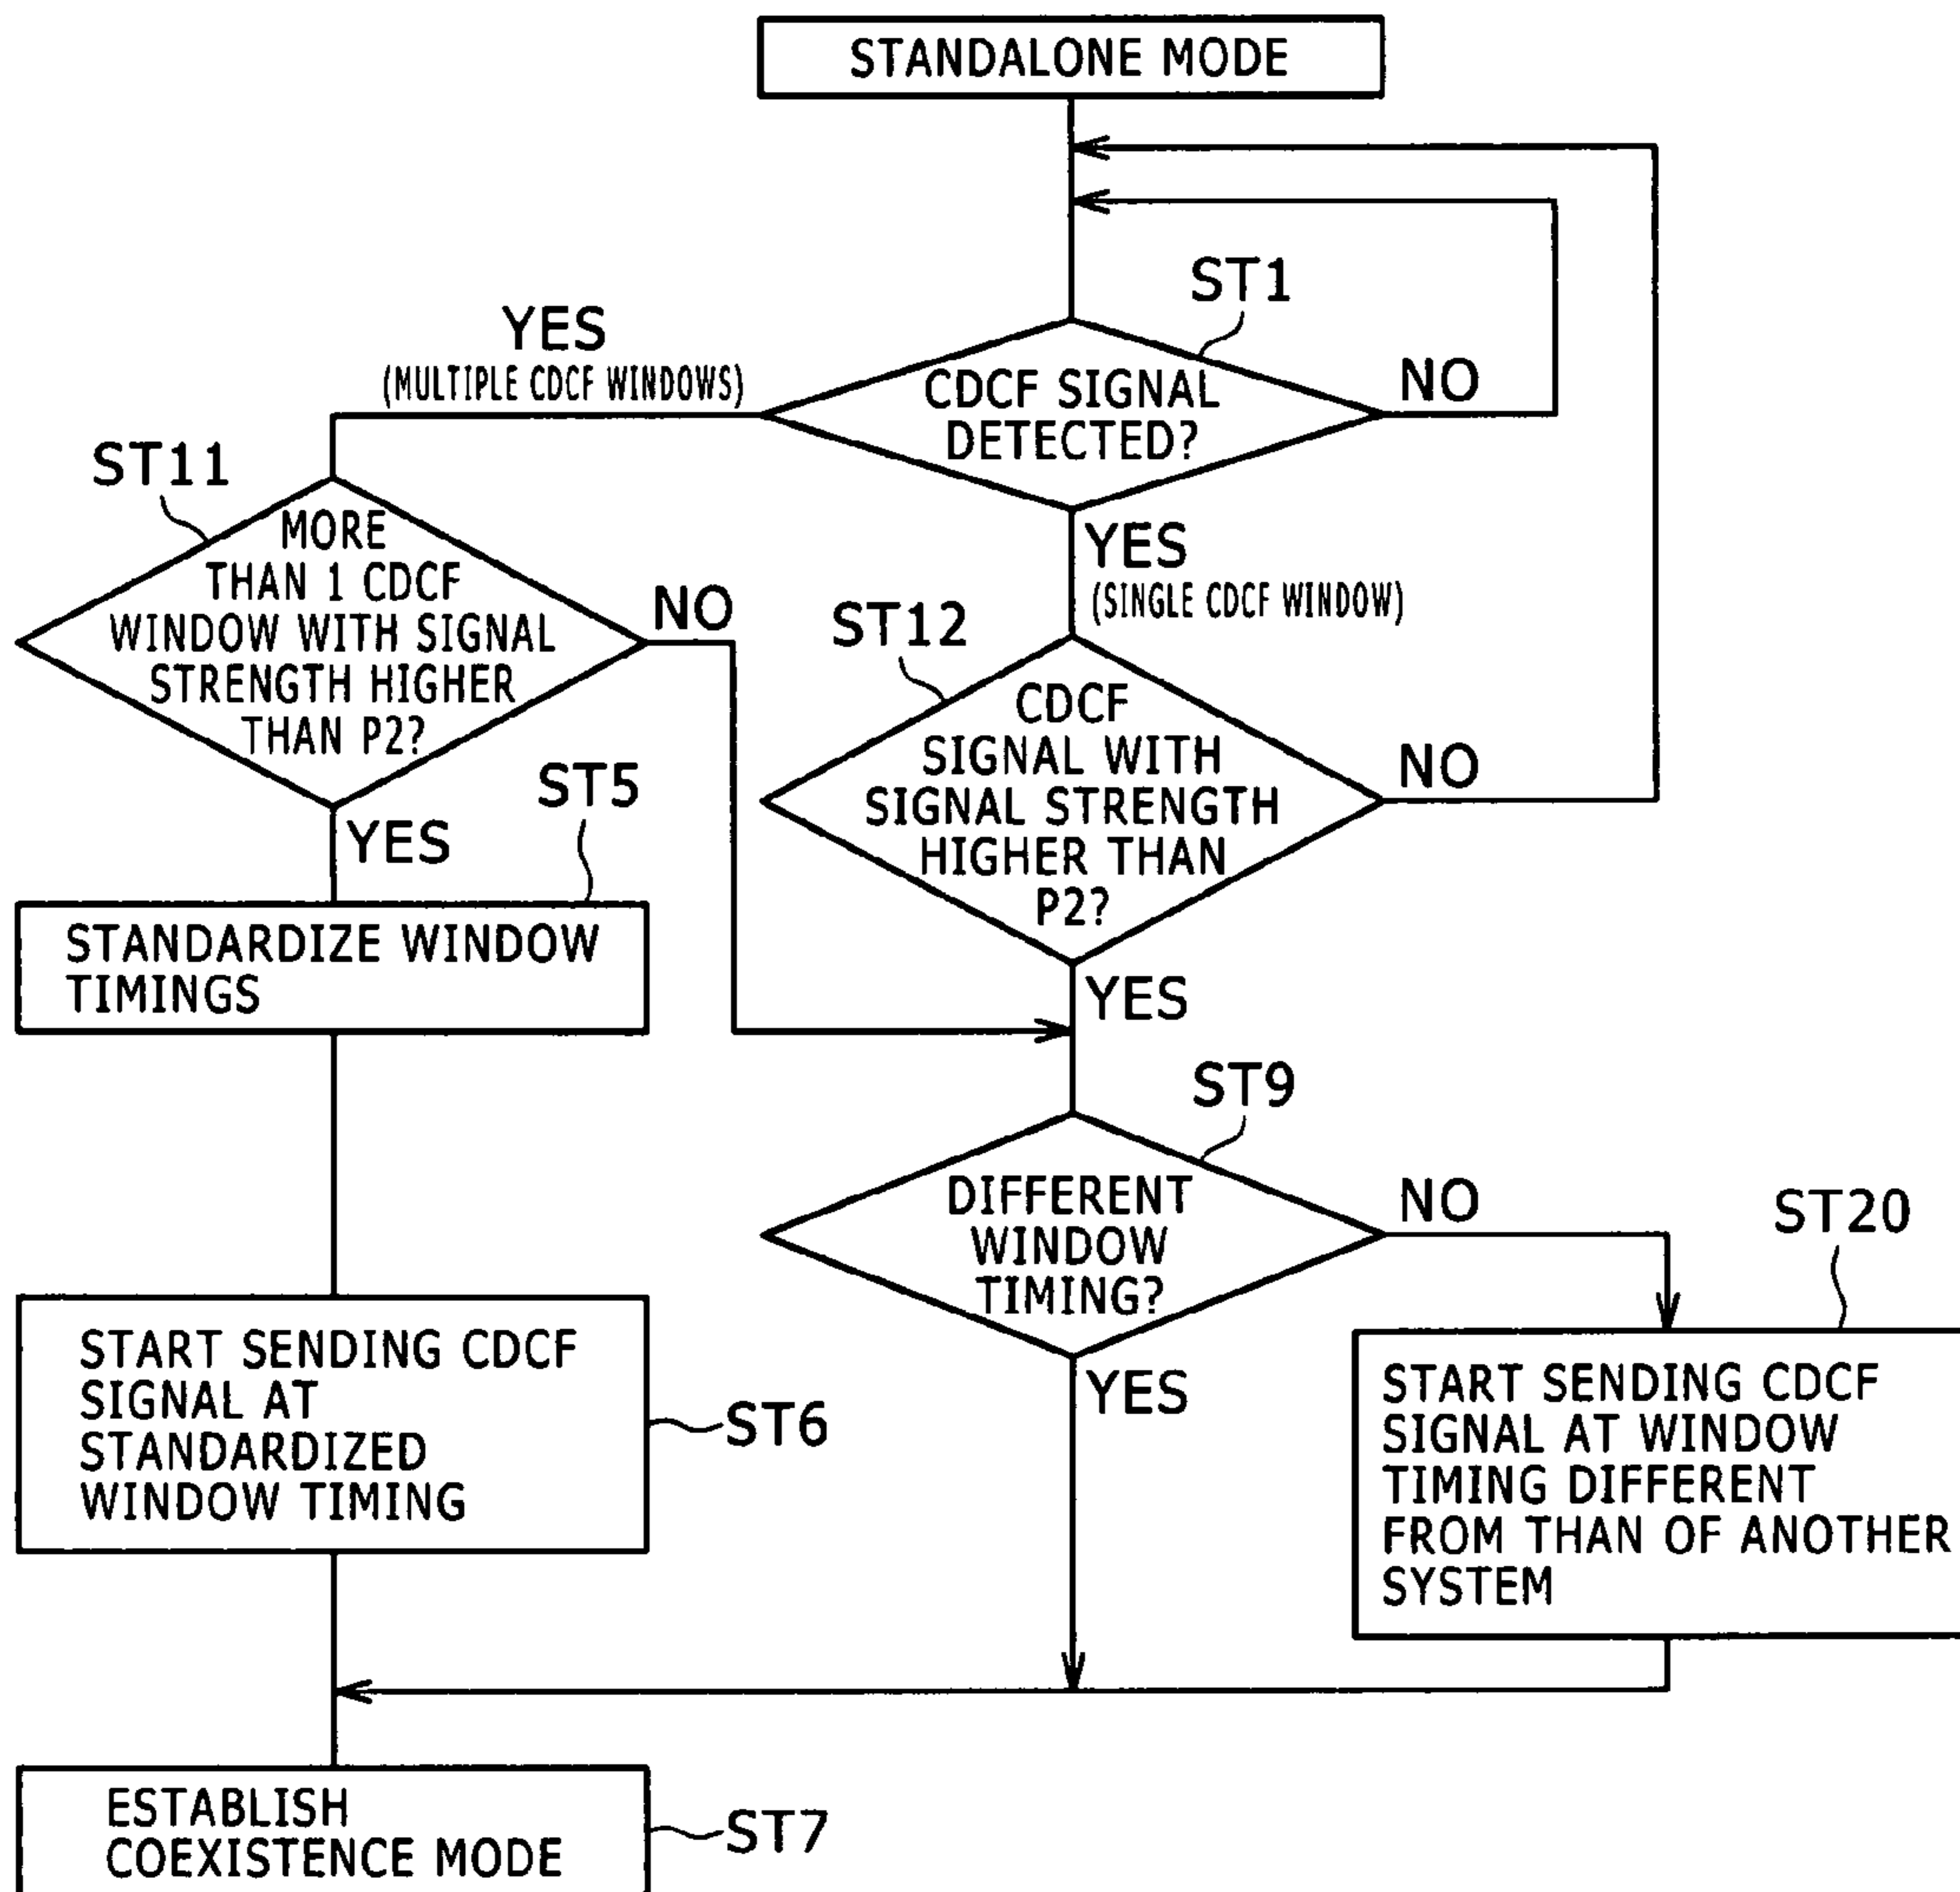 STANDALONE MODE
ST1
YES
(MULTIPLE CDCF WINDOWS)
CDCF SIGNAL
DETECTED?
NO
ST11
MORE
THAN 1 CDCF
WINDOW WITH SIGNAL
STRENGTH HIGHER
THAN P2?
NO
YES
(SINGLE CDCF WINDOW)
ST12
CDCF
SIGNAL WITH
SIGNAL STRENGTH
HIGHER THAN
P2?
NO
YES
ST5
STANDARDIZE WINDOW
TIMINGS
YES
ST9
DIFFERENT
WINDOW
TIMING?
NO
ST20
YES
START SENDING CDCF
SIGNAL AT
STANDARDIZED
WINDOW TIMING
ST6
START SENDING CDCF
SIGNAL AT WINDOW
TIMING DIFFERENT
FROM THAN OF ANOTHER
SYSTEM
ESTABLISH
COEXISTENCE MODE
ST7